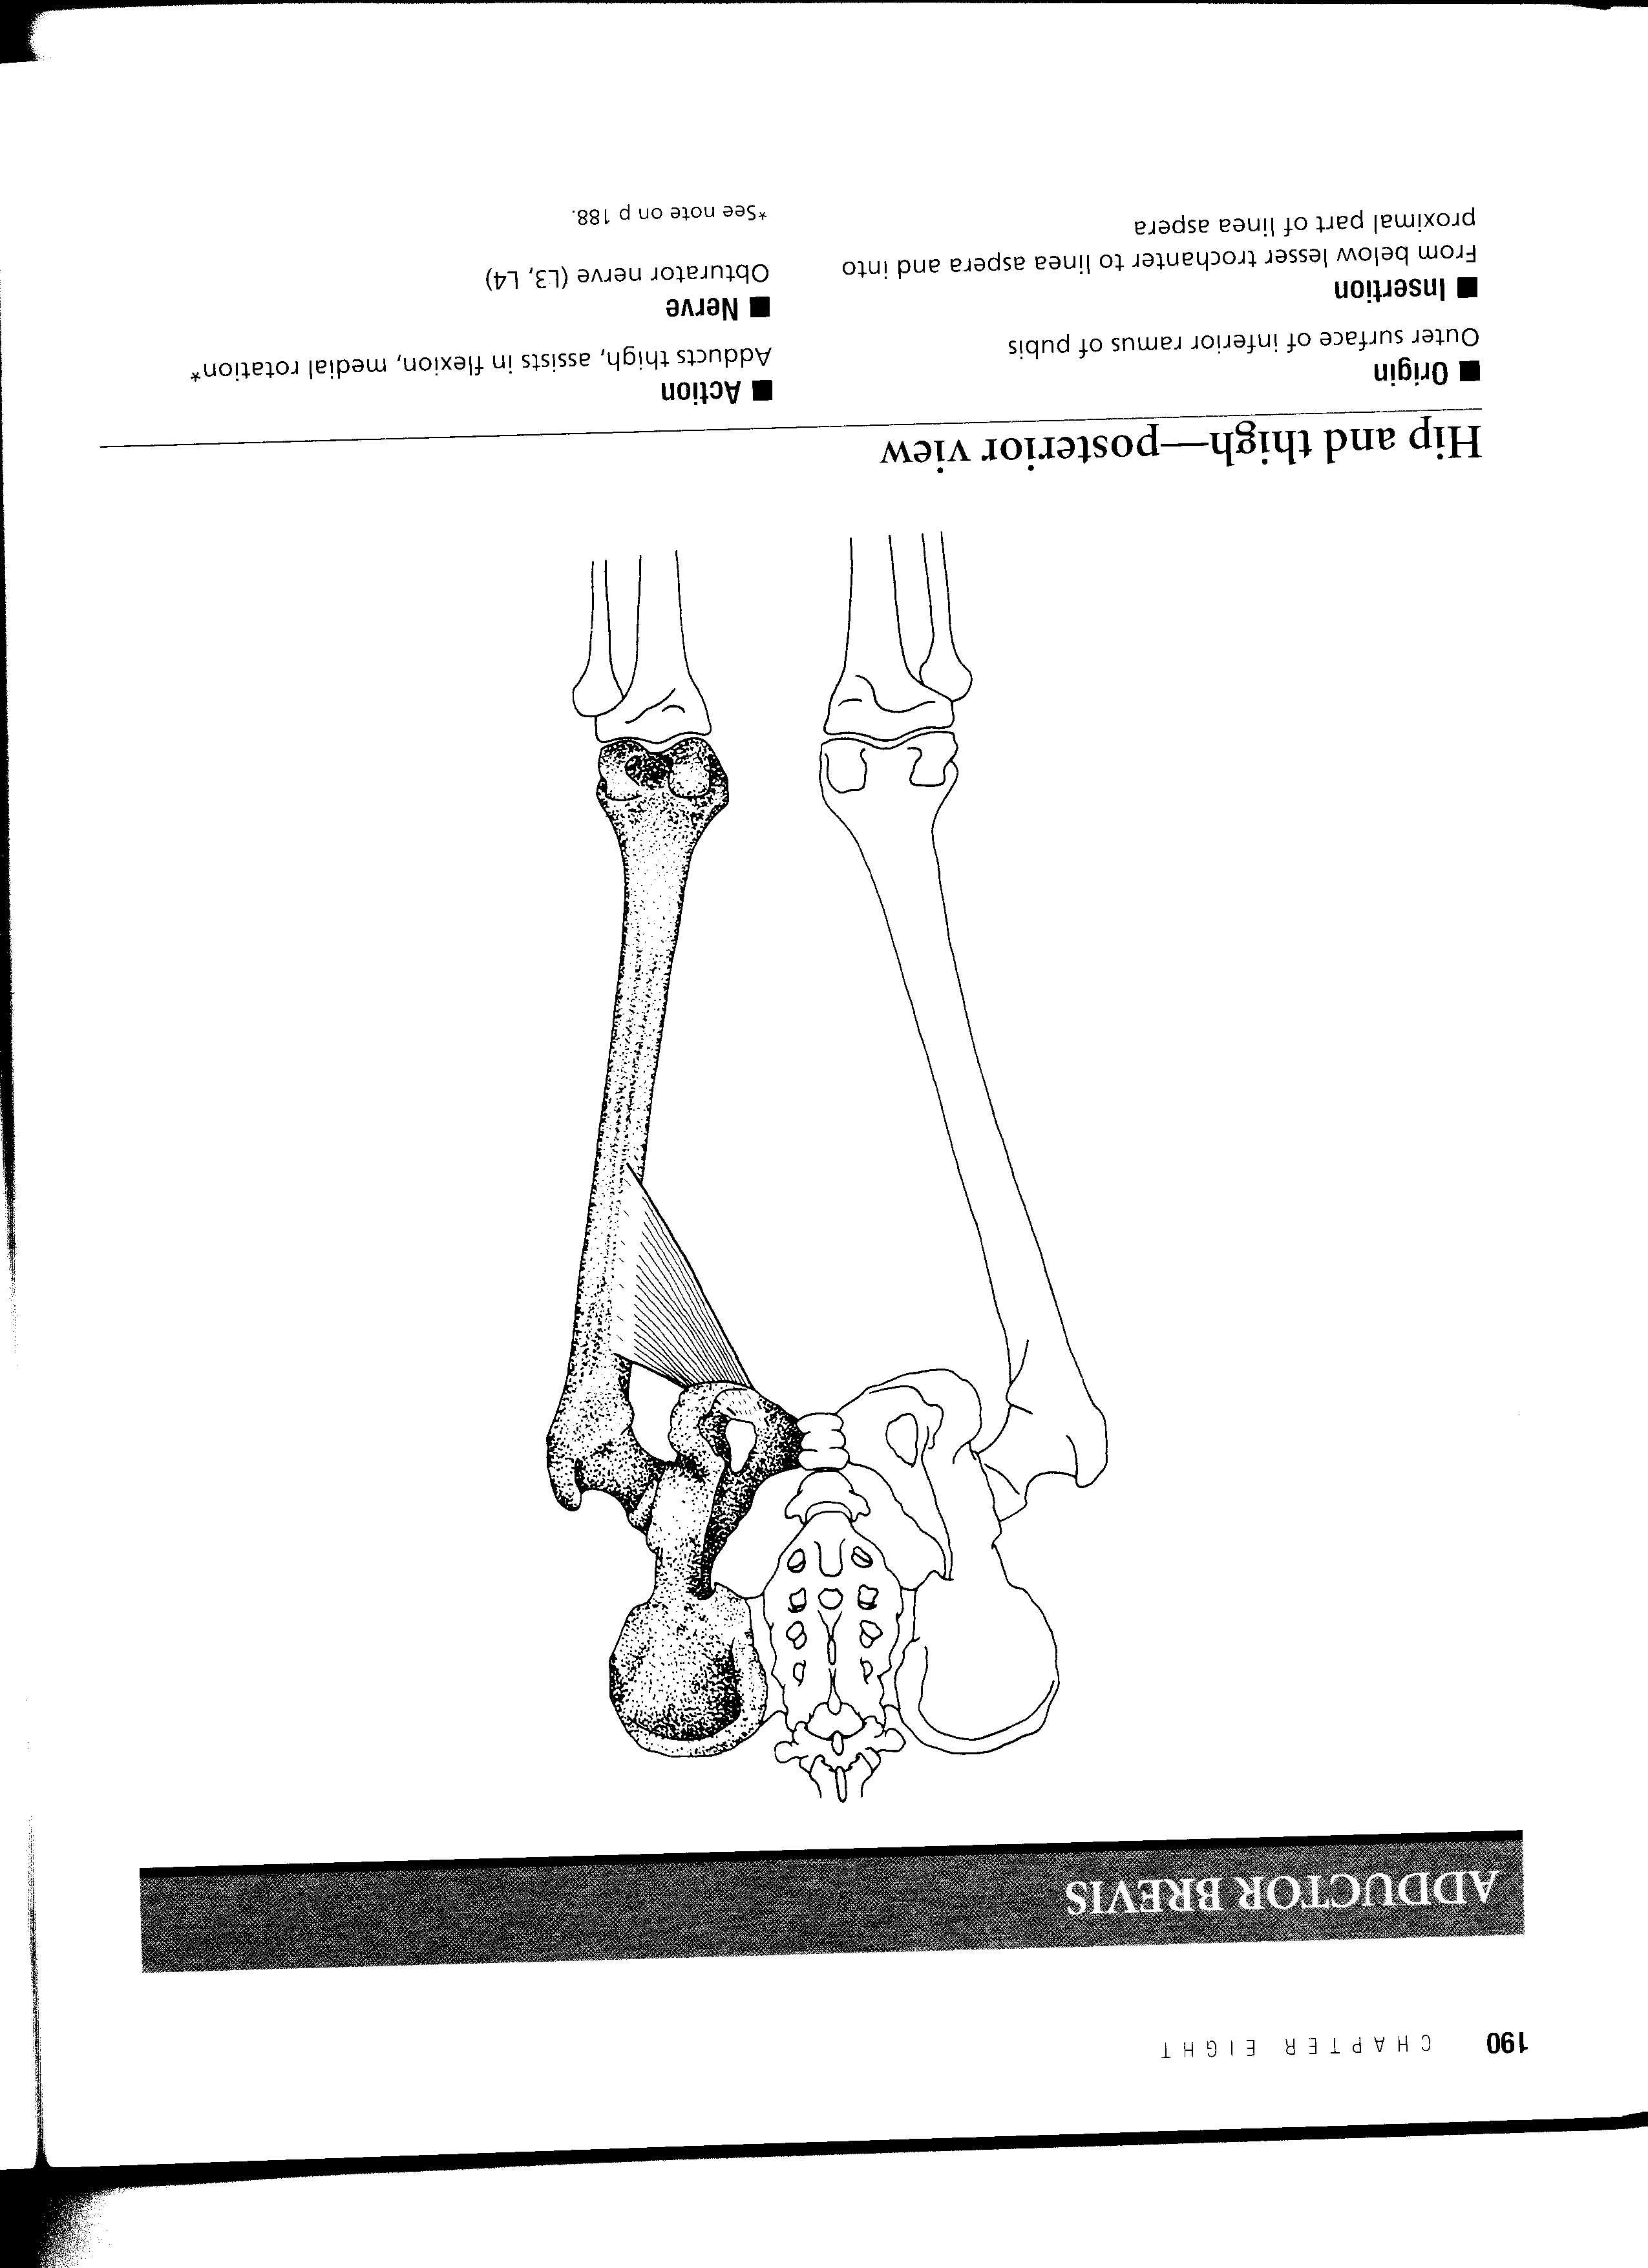 190 CHAPTER EIGHT
ADDUCTOR BREVIS
Hip and thigh—posterior view
■ Origin
Outer surface of inferior ramus of pubis
■ Insertion
From below lesser trochanter to linea aspera and into
proximal part of linea aspera
■ Action
Adducts thigh, assists in flexion, medial rotation*
■ Nerve
Obturator nerve (L3, L4)
*See note on p 188.